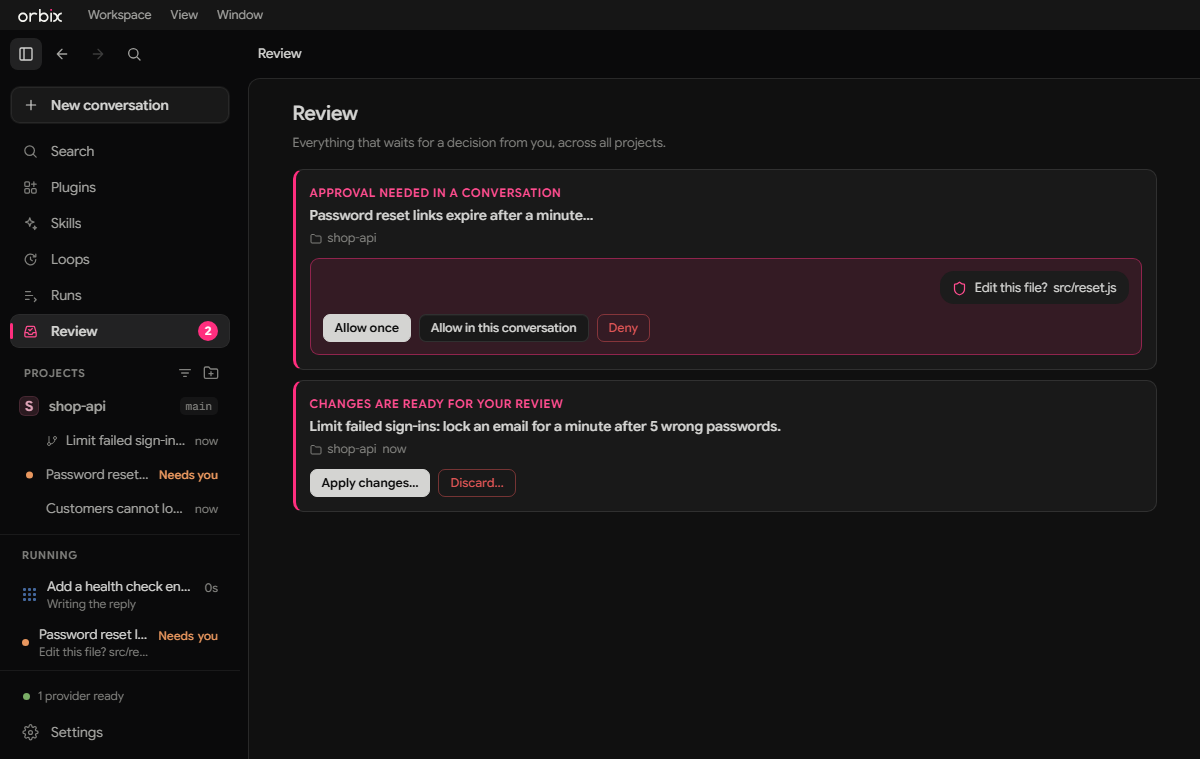 orbix Workspace View Window
Review
New conversation
Search
Plugins
Skills
Loops
Runs
Review 2
PROJECTS
S shop-api main
Limit failed sign-in... now
Password reset... Needs you
Customers cannot lo... now
RUNNING
Add a health check en... 0s
Writing the reply
Password reset l... Needs you
Edit this file? src/re...
1 provider ready
Settings
Review
Everything that waits for a decision from you, across all projects.
APPROVAL NEEDED IN A CONVERSATION
Password reset links expire after a minute...
shop-api
Edit this file? src/reset.js
Allow once Allow in this conversation Deny
CHANGES ARE READY FOR YOUR REVIEW
Limit failed sign-ins: lock an email for a minute after 5 wrong passwords.
shop-api now
Apply changes... Discard...